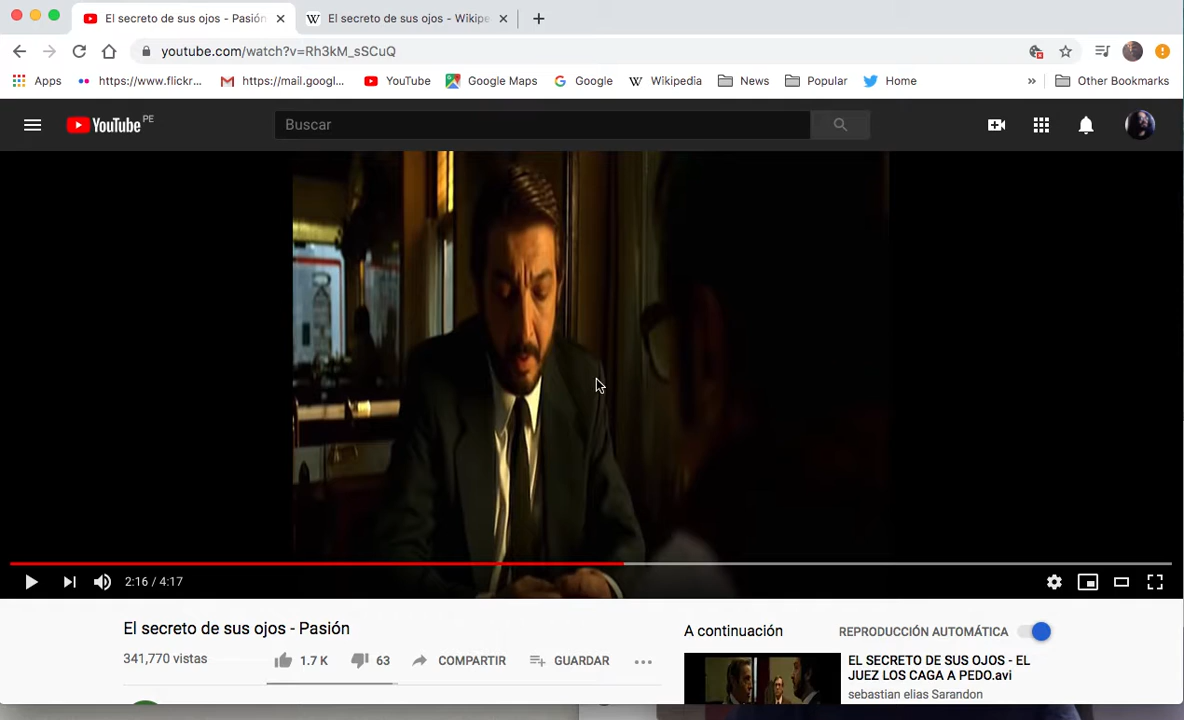 El secreto de sus ojos - Pasión
El secreto de sus ojos - Wikipe
youtube.com/watch?v=Rh3kM_sSCuQ
Apps https://www.flickr... https://mail.googl... YouTube Google Maps Google Wikipedia News Popular Home » Other Bookmarks
YouTube PE
Buscar
2:16 / 4:17
El secreto de sus ojos - Pasión
341,770 vistas
1.7 K 63 COMPARTIR GUARDAR
A continuación
REPRODUCCIÓN AUTOMÁTICA
EL SECRETO DE SUS OJOS - EL
JUEZ LOS CAGA A PEDO.avi
sebastian elias Sarandon